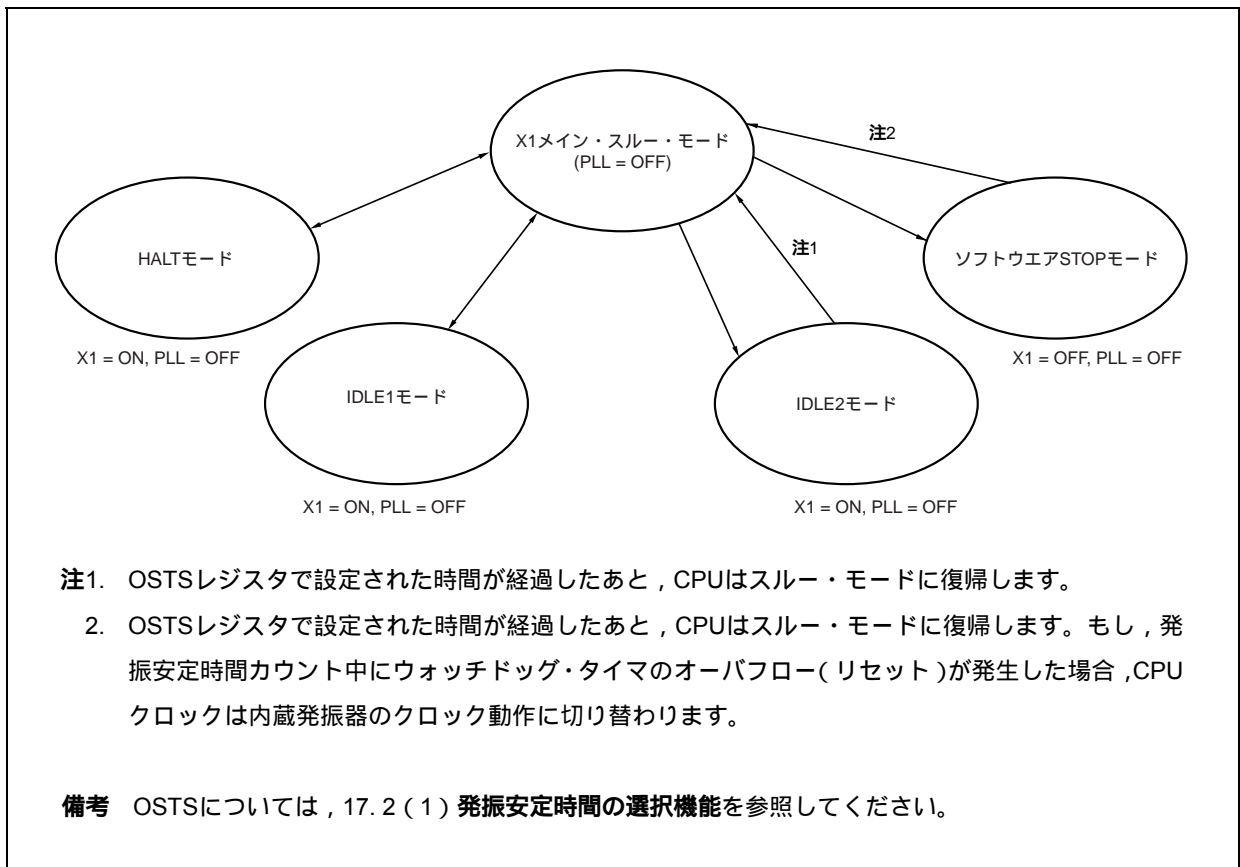 X1メイン・スルー・モード
(PLL = OFF)
注2
HALTモード
注1
ソフトウエアSTOPモード
X1 = ON, PLL = OFF
X1 = OFF, PLL = OFF
IDLE1モード
IDLE2モード
X1 = ON, PLL = OFF
X1 = ON, PLL = OFF
注1. OSTSレジスタで設定された時間が経過したあと，CPUはスルー・モードに復帰します。
2. OSTSレジスタで設定された時間が経過したあと，CPUはスルー・モードに復帰します。もし，発
振安定時間カウント中にウォッチドッグ・タイマのオーバフロー（リセット）が発生した場合，CPU
クロックは内蔵発振器のクロック動作に切り替わります。
備考 OSTSについては，17. 2（1）発振安定時間の選択機能を参照してください。